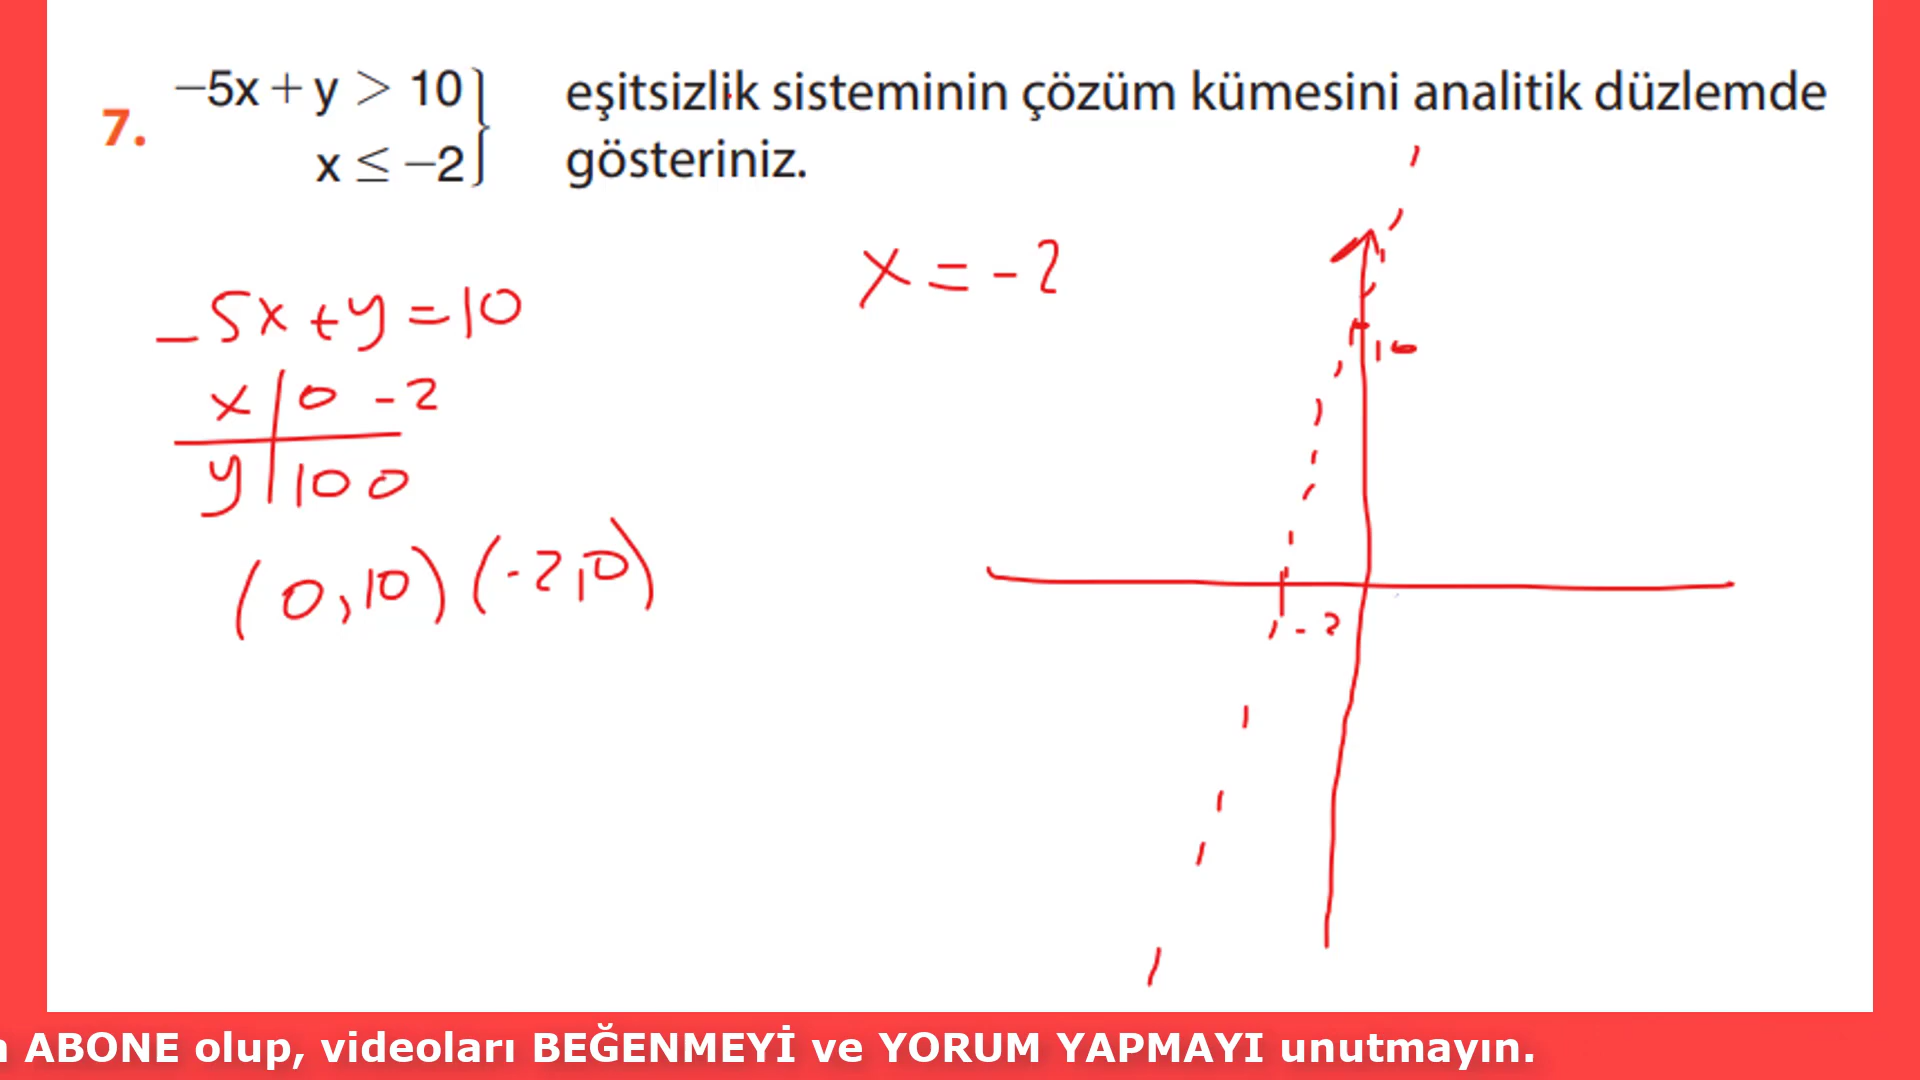 7. −5x + y > 10
x ≤ −2
eşitsizlik sisteminin çözüm kümesini analitik düzlemde
gösteriniz.
x = -2
-5x + y = 10
x | 0 -2
y | 10 0
(0,10) (-2,0)
10
-2
ABONE olup, videoları BEĞENMEYİ ve YORUM YAPMAYI unutmayın.